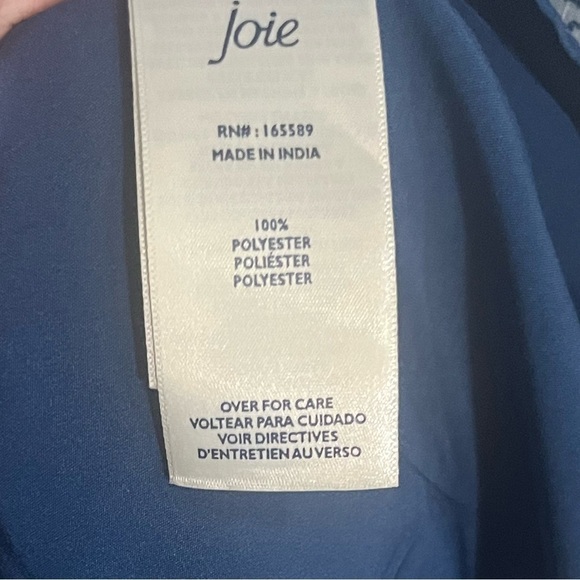 Joie
RN# : 165589
MADE IN INDIA
100%
POLYESTER
POLIÉSTER
POLYESTER
OVER FOR CARE
VOLTEAR PARA CUIDADO
VOIR DIRECTIVES
D'ENTRETIEN AU VERSO